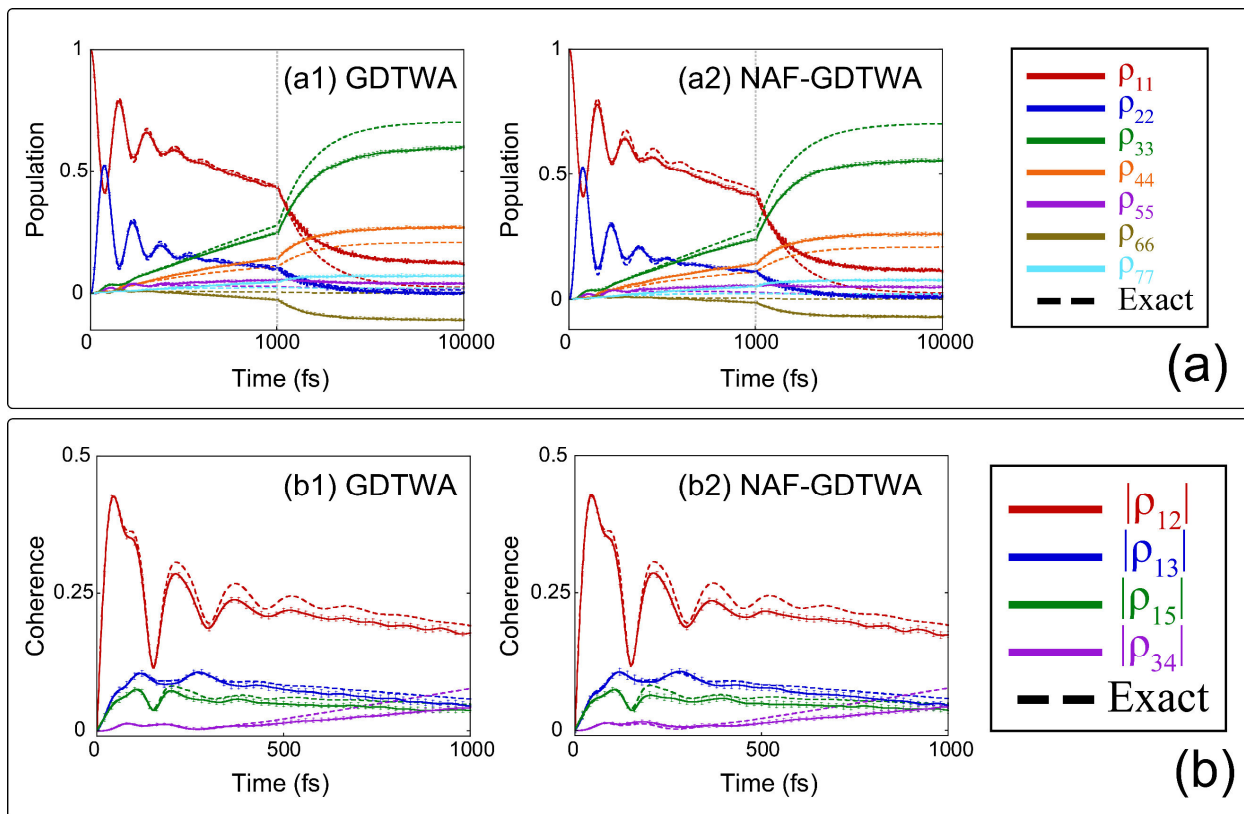 (a1) GDTWA
1
0.5
0
Population
0
1000
10000
Time (fs)
(a2) NAF-GDTWA
1
0.5
0
Population
0
1000
10000
Time (fs)
ρ11
ρ22
ρ33
ρ44
ρ55
ρ66
ρ77
Exact
(a)
(b1) GDTWA
0.5
0.25
0
Coherence
0
500
1000
Time (fs)
(b2) NAF-GDTWA
0.5
0.25
0
Coherence
0
500
1000
Time (fs)
|ρ12|
|ρ13|
|ρ15|
|ρ34|
Exact
(b)